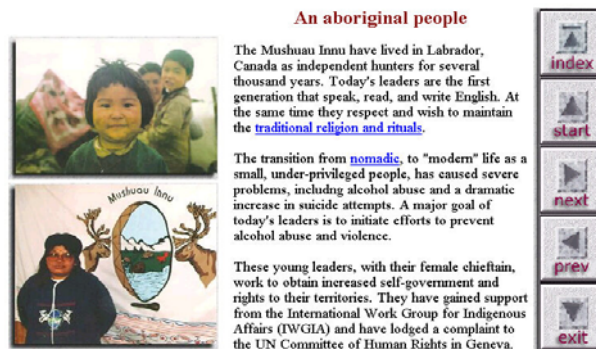 An aboriginal people
The Mushuau Innu have lived in Labrador,
Canada as independent hunters for several
thousand years. Today's leaders are the first
generation that speak, read, and write English. At
the same time they respect and wish to maintain
the traditional religion and rituals.
The transition from nomadic, to "modern" life as a
small, under-privileged people, has caused severe
problems, includng alcohol abuse and a dramatic
increase in suicide attempts. A major goal of
today's leaders is to initiate efforts to prevent
alcohol abuse and violence.
These young leaders, with their female chieftain,
work to obtain increased self-government and
rights to their territories. They have gained support
from the International Work Group for Indigenous
Affairs (IWGIA) and have lodged a complaint to
the UN Committee of Human Rights in Geneva.
Mushuau Innu
index
start
next
prev
exit